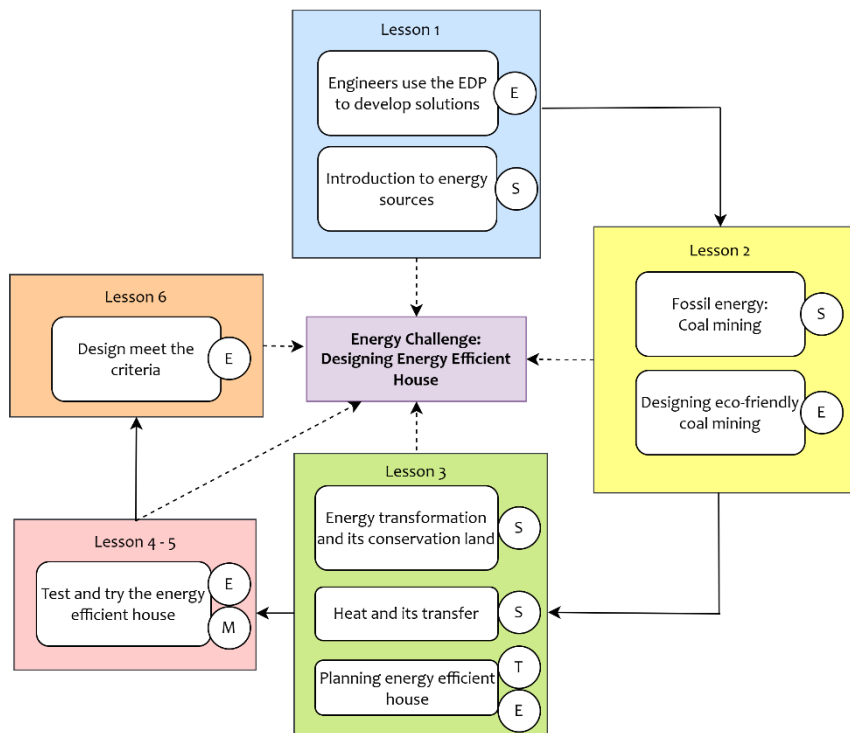 Lesson 1
Engineers use the EDP
to develop solutions
E
Introduction to energy
sources
S
Lesson 2
Fossil energy:
Coal mining
S
Designing eco-friendly
coal mining
E
Lesson 3
Energy transformation
and its conservation land
S
Heat and its transfer
S
Planning energy efficient
house
T
E
Lesson 4 - 5
Test and try the energy
efficient house
E
M
Lesson 6
Design meet the
criteria
E
Energy Challenge:
Designing Energy Efficient
House